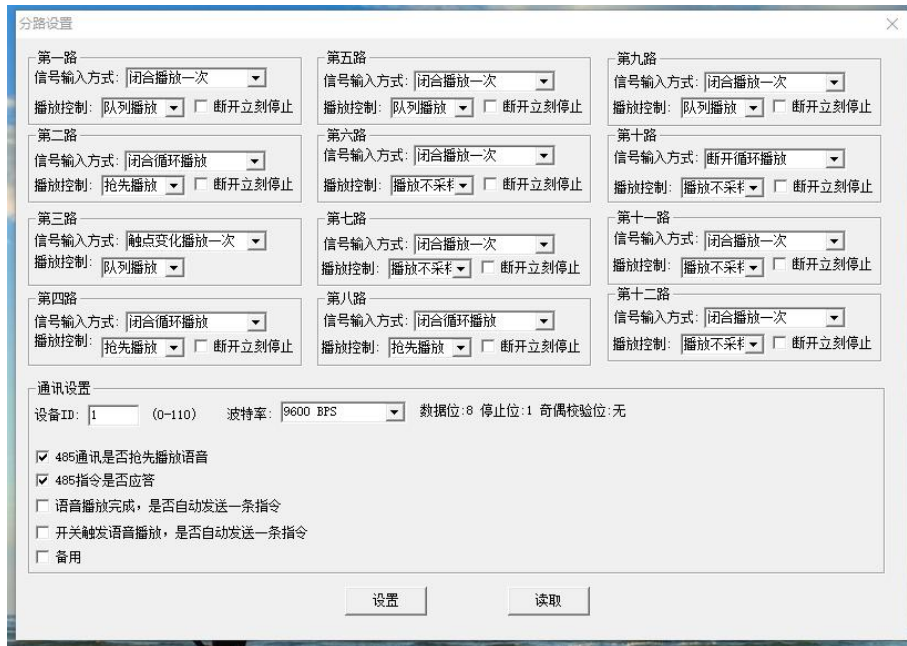 分路设置
第一路
信号输入方式: 闭合播放一次
播放控制: 队列播放 断开立刻停止
第二路
信号输入方式: 闭合循环播放
播放控制: 抢先播放 断开立刻停止
第三路
信号输入方式: 触点变化播放一次
播放控制: 队列播放
第四路
信号输入方式: 闭合循环播放
播放控制: 抢先播放 断开立刻停止
第五路
信号输入方式: 闭合播放一次
播放控制: 队列播放 断开立刻停止
第六路
信号输入方式: 闭合播放一次
播放控制: 播放不采 断开立刻停止
第七路
信号输入方式: 闭合播放一次
播放控制: 播放不采 断开立刻停止
第八路
信号输入方式: 闭合循环播放
播放控制: 抢先播放 断开立刻停止
第九路
信号输入方式: 闭合播放一次
播放控制: 队列播放 断开立刻停止
第十路
信号输入方式: 断开循环播放
播放控制: 播放不采 断开立刻停止
第十一路
信号输入方式: 闭合播放一次
播放控制: 播放不采 断开立刻停止
第十二路
信号输入方式: 闭合播放一次
播放控制: 播放不采 断开立刻停止
通讯设置
设备ID: 1 (0-110) 波特率: 9600 BPS 数据位:8 停止位:1 奇偶校验位:无
485通讯是否抢先播放语音
485指令是否应答
语音播放完成，是否自动发送一条指令
开关触发语音播放，是否自动发送一条指令
备用
设置 读取